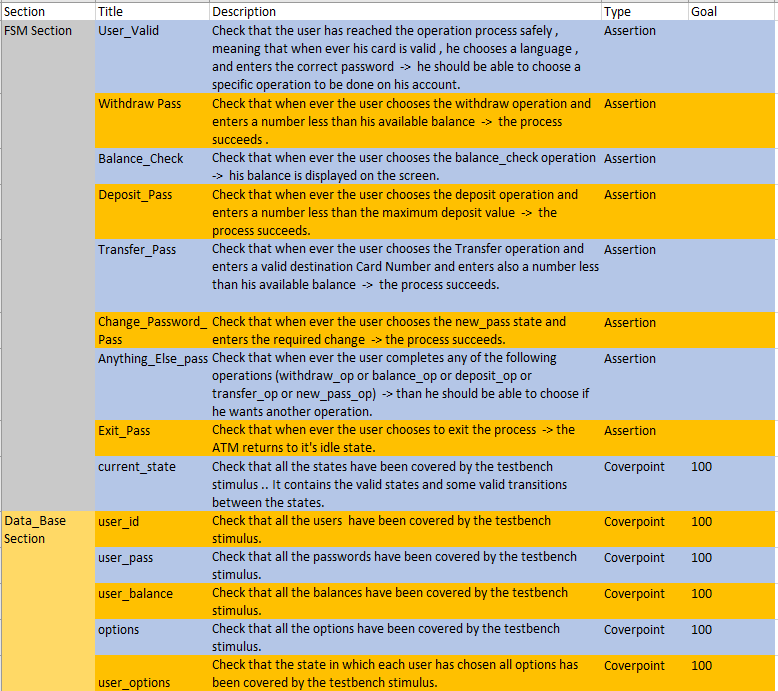 Section Title Description Type Goal
FSM Section User_Valid Check that the user has reached the operation process safely , Assertion
meaning that when ever his card is valid , he chooses a language ,
and enters the correct password -> he should be able to choose a
specific operation to be done on his account.
Withdraw Pass Check that when ever the user chooses the withdraw operation and Assertion
enters a number less than his available balance -> the process
succeeds .
Balance_Check Check that when ever the user chooses the balance_check operation Assertion
-> his balance is displayed on the screen.
Deposit_Pass Check that when ever the user chooses the deposit operation and Assertion
enters a number less than the maximum deposit value -> the
process succeeds.
Transfer_Pass Check that when ever the user chooses the Transfer operation and Assertion
enters a valid destination Card Number and enters also a number less
than his available balance -> the process succeeds.
Change_Password_ Check that when ever the user chooses the new_pass state and Assertion
Pass enters the required change -> the process succeeds.
Anything_Else_pass Check that when ever the user completes any of the following Assertion
operations (withdraw_op or balance_op or deposit_op or
transfer_op or new_pass_op) -> than he should be able to choose if
he wants another operation.
Exit_Pass Check that when ever the user chooses to exit the process -> the Assertion
ATM returns to it's idle state.
current_state Check that all the states have been covered by the testbench Coverpoint 100
stimulus .. It contains the valid states and some valid transitions
between the states.
Data_Base user_id Check that all the users have been covered by the testbench Coverpoint 100
Section stimulus.
user_pass Check that all the passwords have been covered by the testbench Coverpoint 100
stimulus.
user_balance Check that all the balances have been covered by the testbench Coverpoint 100
stimulus.
options Check that all the options have been covered by the testbench Coverpoint 100
stimulus.
Check that the state in which each user has chosen all options has Coverpoint 100
user_options been covered by the testbench stimulus.